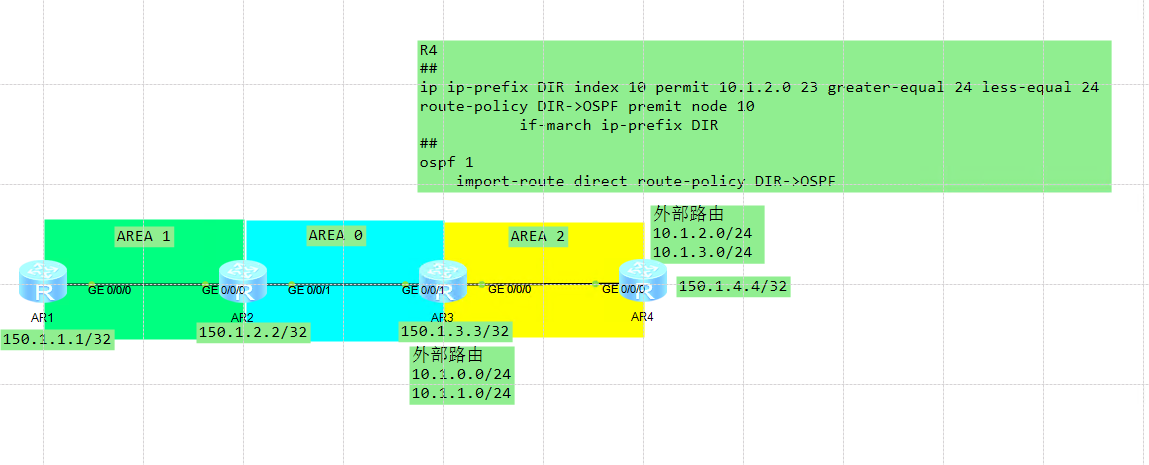 R4
##
ip ip-prefix DIR index 10 permit 10.1.2.0 23 greater-equal 24 less-equal 24
route-policy DIR->OSPF premit node 10
if-march ip-prefix DIR
##
ospf 1
import-route direct route-policy DIR->OSPF
外部路由
10.1.2.0/24
10.1.3.0/24
AREA 1
AREA 0
AREA 2
GE 0/0/0
GE 0/0/0
GE 0/0/1
GE 0/0/1
GE 0/0/0
GE 0/0/0
150.1.4.4/32
AR1
AR2
AR3
AR4
150.1.1.1/32
150.1.2.2/32
150.1.3.3/32
外部路由
10.1.0.0/24
10.1.1.0/24